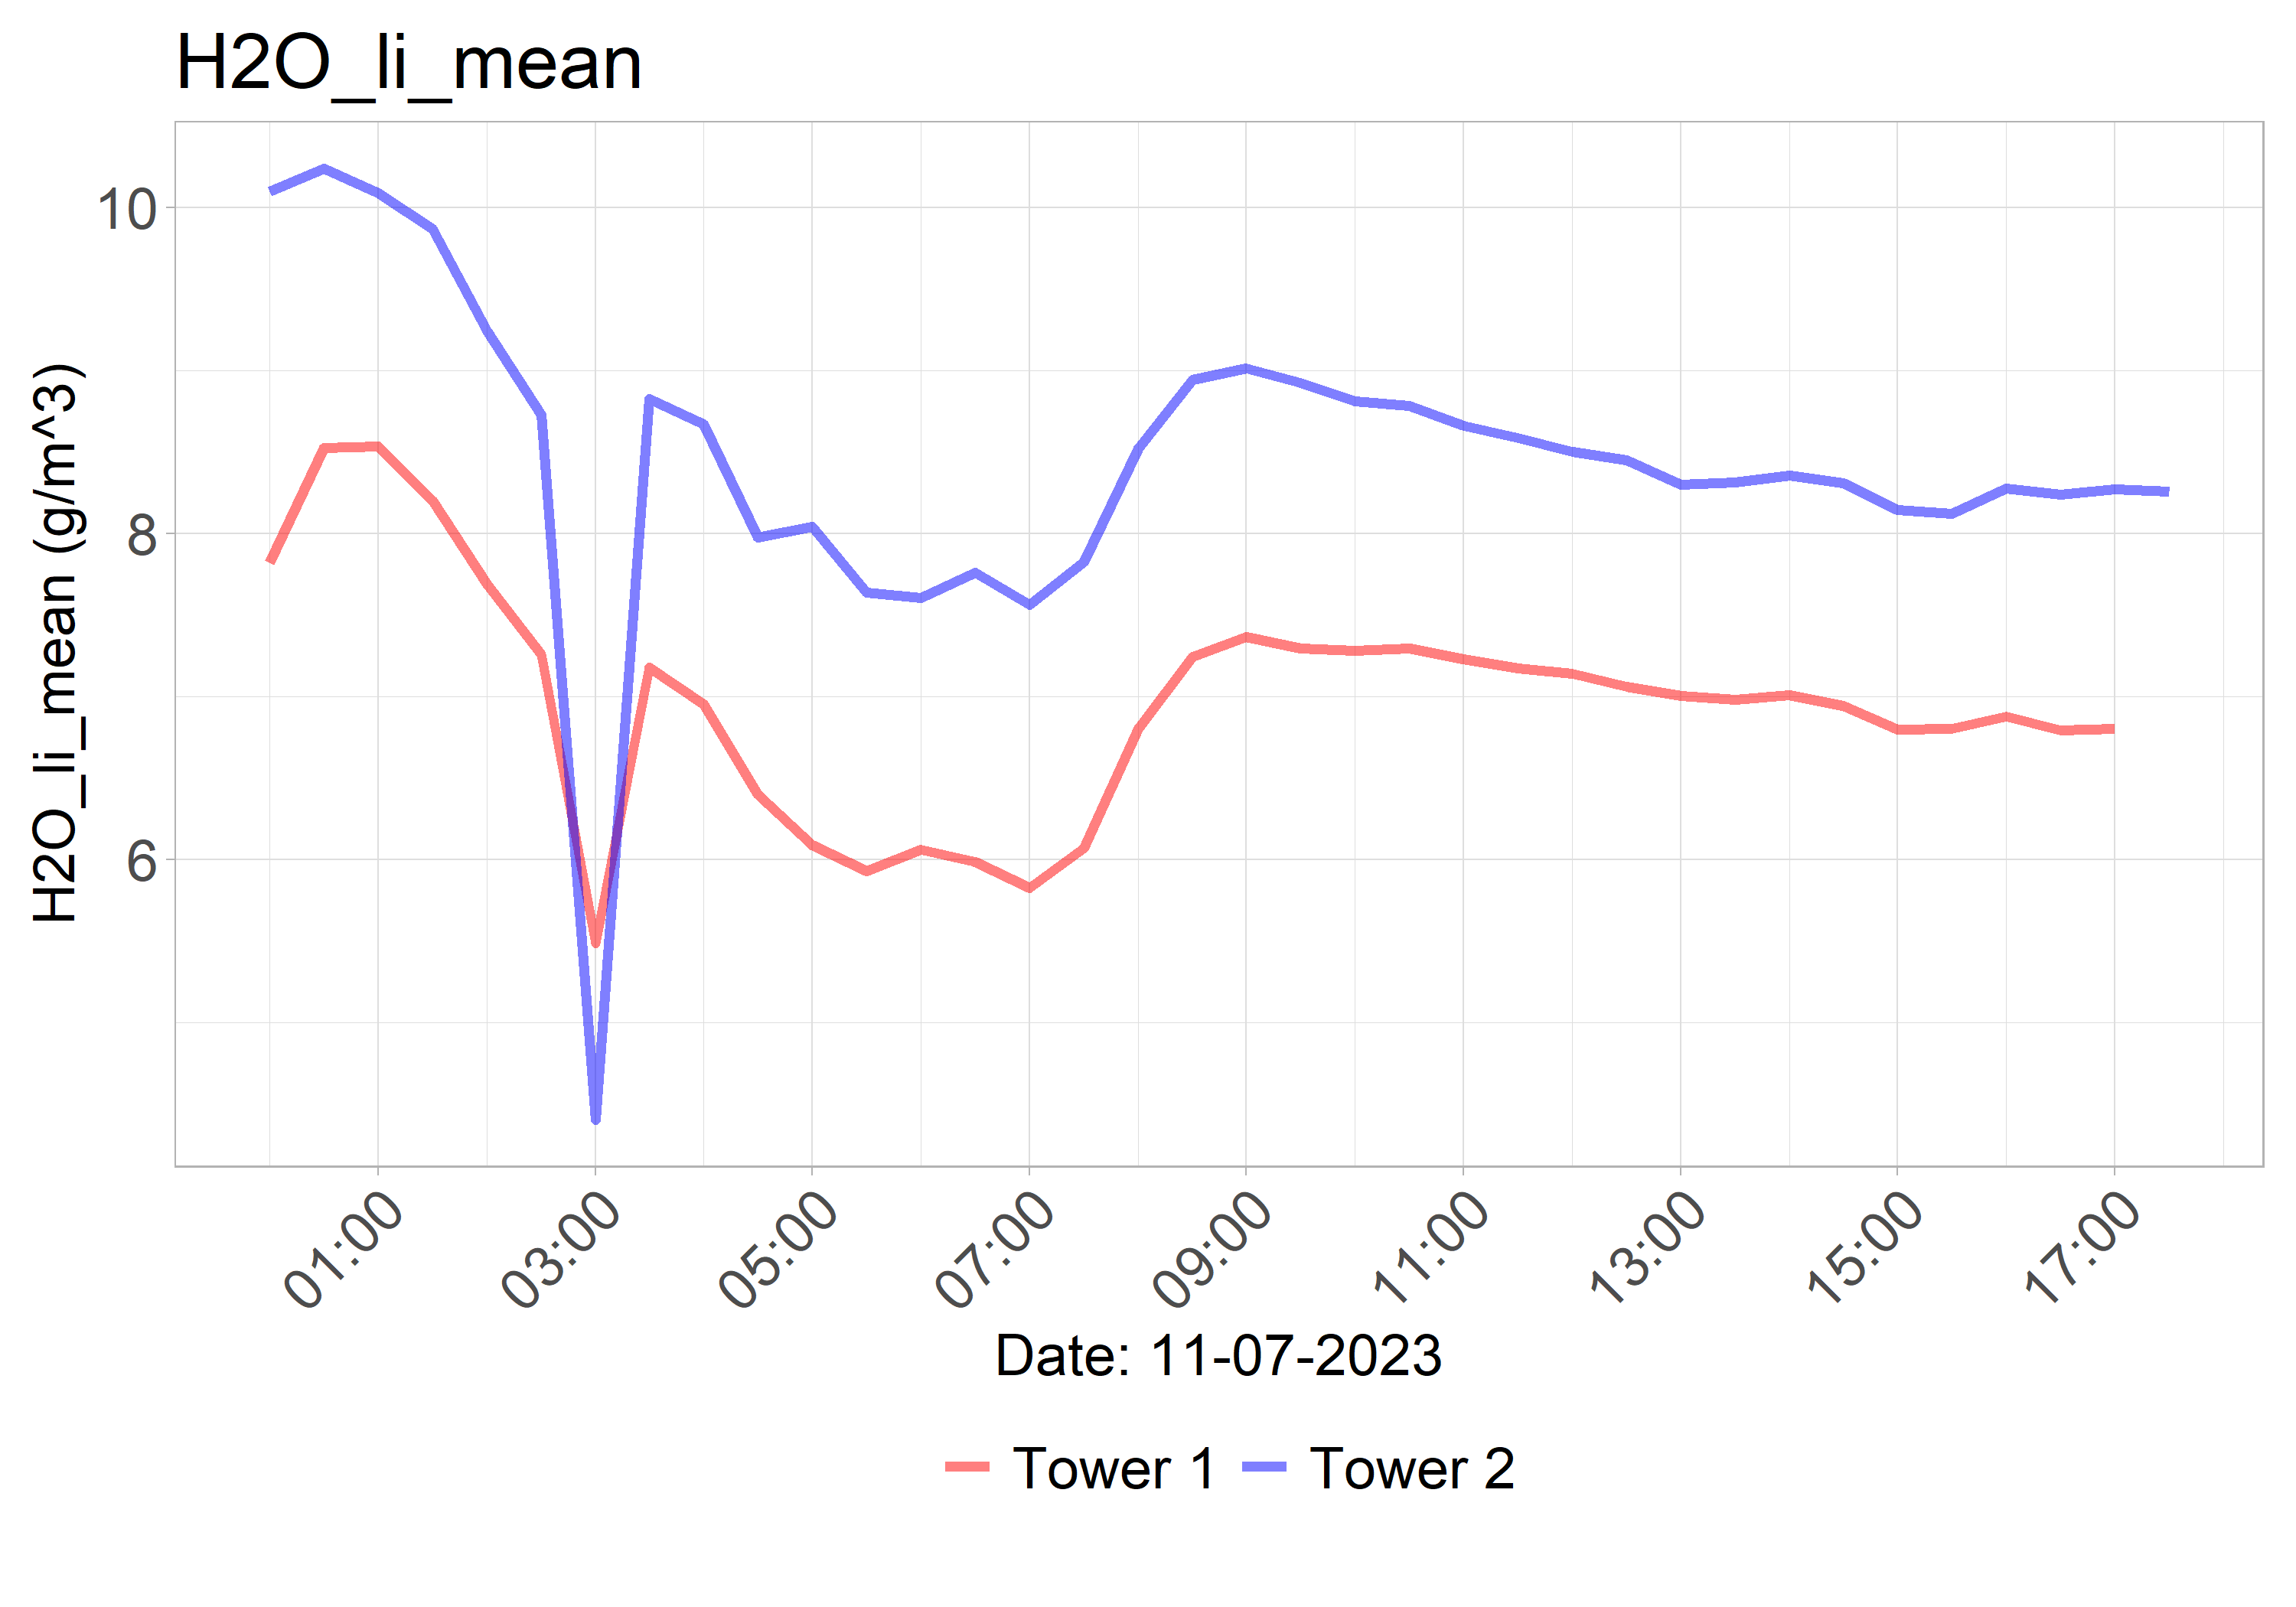 H2O_li_mean
H2O_li_mean (g/m^3)
10
8
6
01:00 03:00 05:00 07:00 09:00 11:00 13:00 15:00 17:00
Date: 11-07-2023
Tower 1 Tower 2